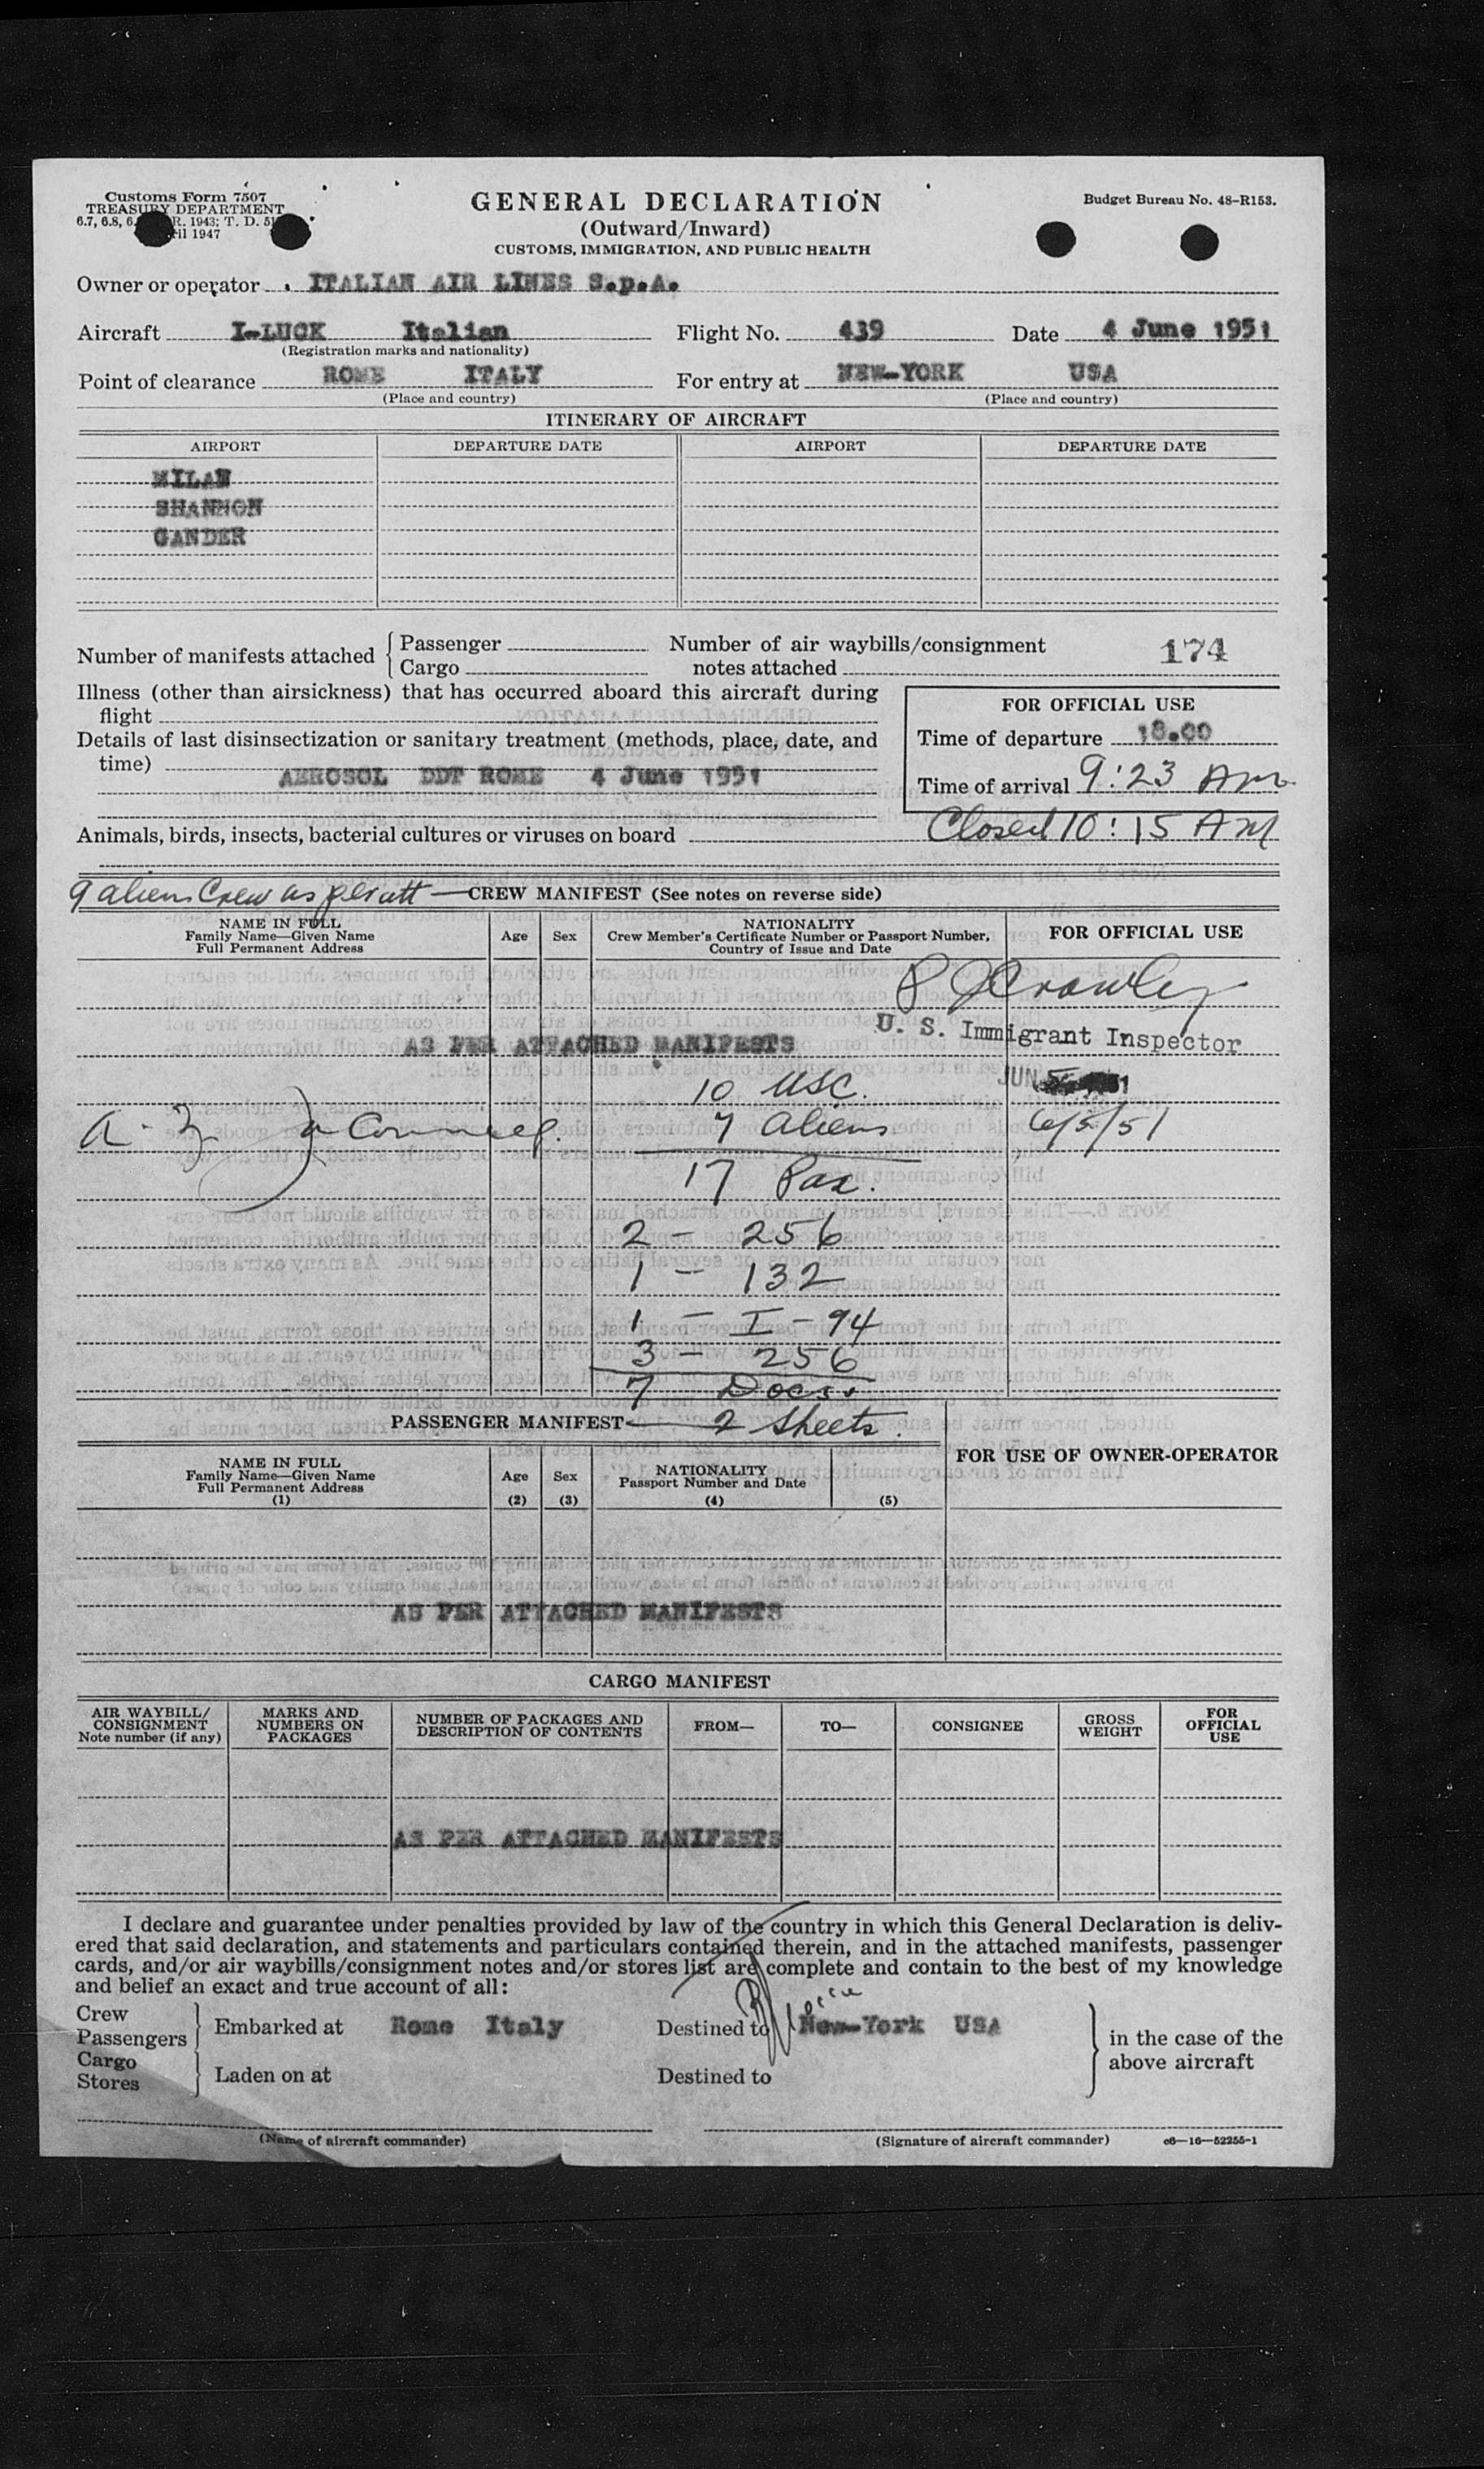 Customs Form 7507
TREASURY DEPARTMENT
6.7, 6.8, 6. R. 1943; T. D. 51
ril 1947
GENERAL DECLARATION
(Outward/Inward)
CUSTOMS, IMMIGRATION, AND PUBLIC HEALTH
Budget Bureau No. 48-R153.
Owner or operator ITALIAN AIR LINES S.p.A.
Aircraft I-LUCK Italian Flight No. 439 Date 4 June 1951
(Registration marks and nationality)
Point of clearance ROME ITALY For entry at NEW-YORK USA
(Place and country) (Place and country)
ITINERARY OF AIRCRAFT
AIRPORT DEPARTURE DATE AIRPORT DEPARTURE DATE
MILAN
SHANNON
GANDER
Number of manifests attached { Passenger
Cargo
Number of air waybills/consignment
notes attached
174
Illness (other than airsickness) that has occurred aboard this aircraft during
flight
Details of last disinsectization or sanitary treatment (methods, place, date, and
time)
AEROSOL DDT ROME 4 June 1951
FOR OFFICIAL USE
Time of departure 18.00
Time of arrival 9:23 Am
Closed 10:15 AM
Animals, birds, insects, bacterial cultures or viruses on board
9 aliens Crew as per att — CREW MANIFEST (See notes on reverse side)
NAME IN FULL
Family Name—Given Name
Full Permanent Address
Age Sex
NATIONALITY
Crew Member's Certificate Number or Passport Number,
Country of Issue and Date
FOR OFFICIAL USE
P J Crowley
U. S. Immigrant Inspector
AS PER ATTACHED MANIFESTS
JUN 5
10 USC.
7 Aliens 6/5/51
17 Pax.
2 - 256
1 - 132
1 - I-94
3 - 256
7 Docs.
PASSENGER MANIFEST — 2 Sheets.
NAME IN FULL
Family Name—Given Name
Full Permanent Address
(1)
Age
(2)
Sex
(3)
NATIONALITY
Passport Number and Date
(4) (5)
FOR USE OF OWNER-OPERATOR
AS PER ATTACHED MANIFESTS
CARGO MANIFEST
AIR WAYBILL/
CONSIGNMENT
Note number (if any)
MARKS AND
NUMBERS ON
PACKAGES
NUMBER OF PACKAGES AND
DESCRIPTION OF CONTENTS
FROM—
TO—
CONSIGNEE
GROSS
WEIGHT
FOR
OFFICIAL
USE
AS PER ATTACHED MANIFESTS
I declare and guarantee under penalties provided by law of the country in which this General Declaration is deliv-
ered that said declaration, and statements and particulars contained therein, and in the attached manifests, passenger
cards, and/or air waybills/consignment notes and/or stores list are complete and contain to the best of my knowledge
and belief an exact and true account of all:
Crew
Passengers } Embarked at Rome Italy Destined to New-York USA
Cargo
Stores } Laden on at Destined to
} in the case of the
above aircraft
(Name of aircraft commander) (Signature of aircraft commander) c6—16—52255-1